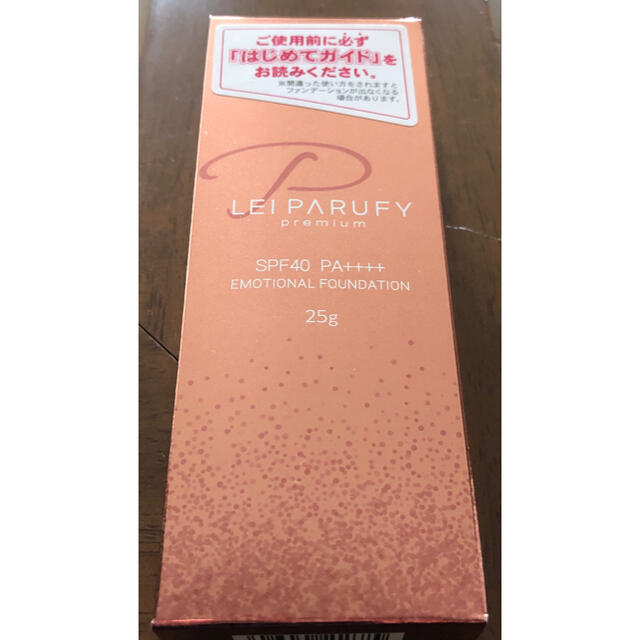 ご使用前に必ず
「はじめてガイド」を
お読みください。
※間違った使い方をされますと
ファンデーションが出なくなる
場合があります。
P
LEI PARUFY
premium
SPF40 PA++++
EMOTIONAL FOUNDATION
25g